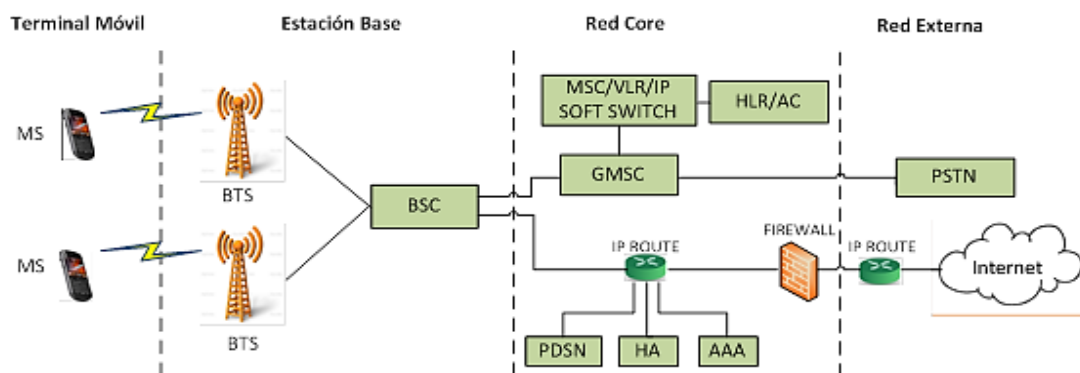 Terminal Móvil
Estación Base
Red Core
Red Externa
MS
BTS
MS
BTS
BSC
MSC/VLR/IP
SOFT SWITCH
HLR/AC
GMSC
PSTN
IP ROUTE
FIREWALL
IP ROUTE
Internet
PDSN
HA
AAA